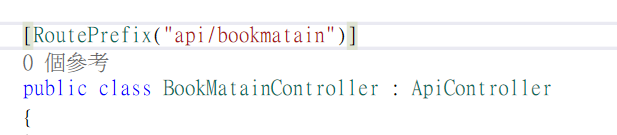 [RoutePrefix("api/bookmatain")]
0 個參考
public class BookMatainController : ApiController
{